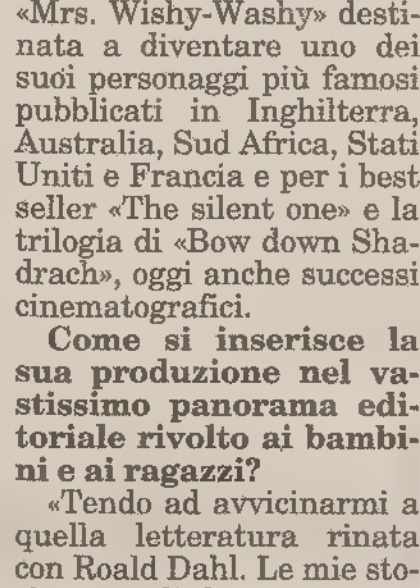 «Mrs. Wishy-Washy» desti-
nata a diventare uno dei
suoi personaggi più famosi
pubblicati in Inghilterra,
Australia, Sud Africa, Stati
Uniti e Francia e per i best
seller «The silent one» e la
trilogia di «Bow down Sha-
drach», oggi anche successi
cinematografici.
Come si inserisce la
sua produzione nel va-
stissimo panorama edi-
toriale rivolto ai bambi-
ni e ai ragazzi?
«Tendo ad avvicinarmi a
quella letteratura rinata
con Roald Dahl. Le mie sto-